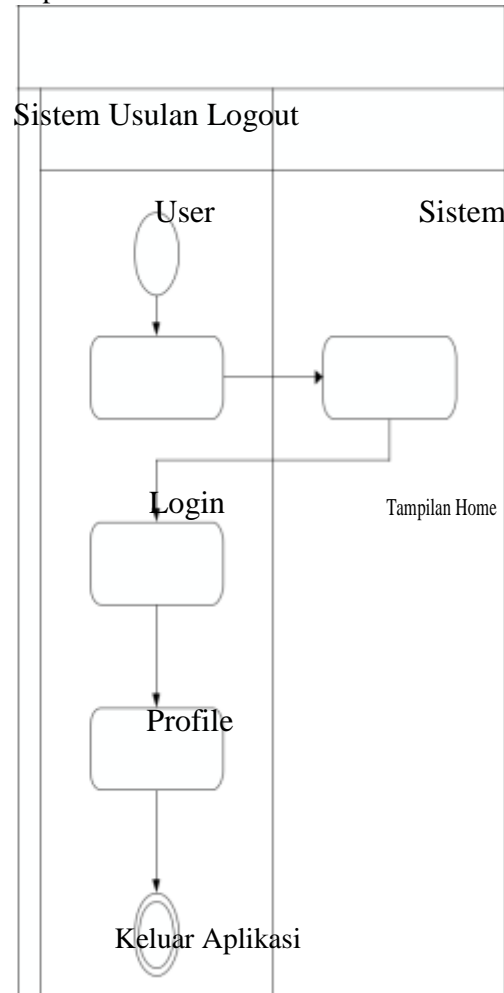 Sistem Usulan Logout
User Sistem
Login Tampilan Home
Profile
Keluar Aplikasi